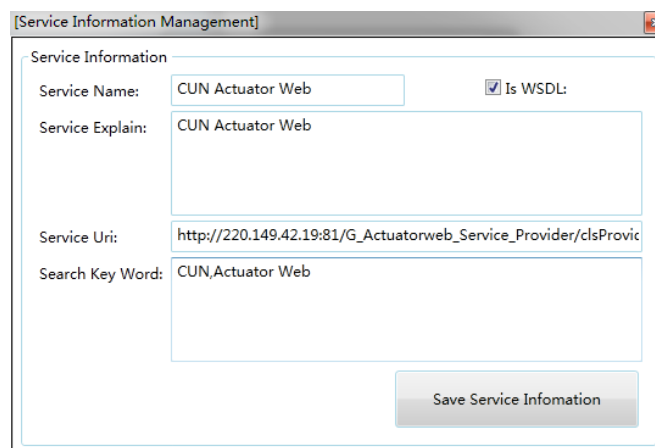 [Service Information Management]
Service Information
Service Name: CUN Actuator Web Is WSDL:
Service Explain: CUN Actuator Web
Service Uri: http://220.149.42.19:81/G_Actuatorweb_Service_Provider/clsProvic
Search Key Word: CUN,Actuator Web
Save Service Infomation